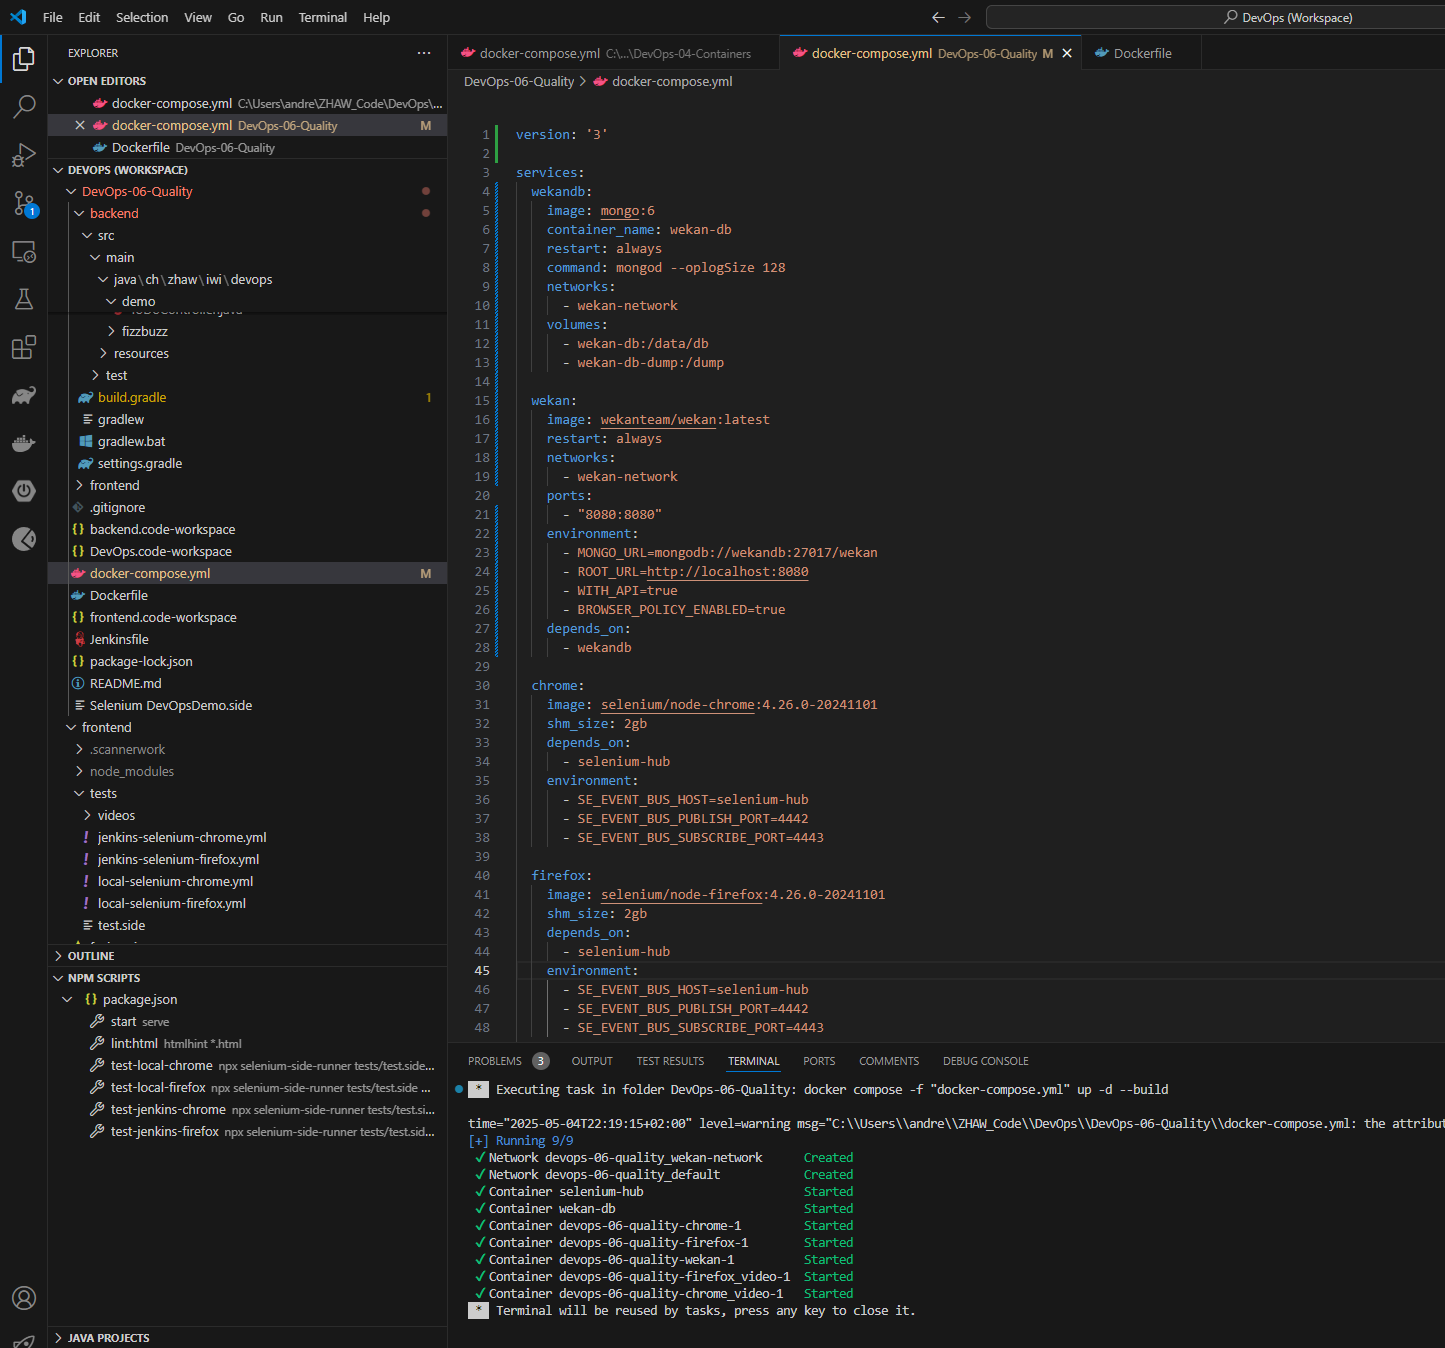 File Edit Selection View Go Run Terminal Help
DevOps (Workspace)
EXPLORER
OPEN EDITORS
docker-compose.yml C:\Users\andre\ZHAW_Code\DevOps\...
docker-compose.yml DevOps-06-Quality M
Dockerfile DevOps-06-Quality
DEVOPS (WORKSPACE)
DevOps-06-Quality
backend
src
main
java\ch\zhaw\iwi\devops
demo
fizzbuzz
resources
test
build.gradle 1
gradlew
gradlew.bat
settings.gradle
frontend
.gitignore
backend.code-workspace
DevOps.code-workspace
docker-compose.yml M
Dockerfile
frontend.code-workspace
Jenkinsfile
package-lock.json
README.md
Selenium DevOpsDemo.side
frontend
.scannerwork
node_modules
tests
videos
jenkins-selenium-chrome.yml
jenkins-selenium-firefox.yml
local-selenium-chrome.yml
local-selenium-firefox.yml
test.side
OUTLINE
NPM SCRIPTS
package.json
start serve
lint:html htmlhint *.html
test-local-chrome npx selenium-side-runner tests/test.side...
test-local-firefox npx selenium-side-runner tests/test.side ...
test-jenkins-chrome npx selenium-side-runner tests/test.si...
test-jenkins-firefox npx selenium-side-runner tests/test.sid...
JAVA PROJECTS
1
docker-compose.yml C:\...\DevOps-04-Containers
docker-compose.yml DevOps-06-Quality M
Dockerfile
DevOps-06-Quality > docker-compose.yml
1 version: '3'
2
3 services:
4 wekandb:
5 image: mongo:6
6 container_name: wekan-db
7 restart: always
8 command: mongod --oplogSize 128
9 networks:
10 - wekan-network
11 volumes:
12 - wekan-db:/data/db
13 - wekan-db-dump:/dump
14
15 wekan:
16 image: wekanteam/wekan:latest
17 restart: always
18 networks:
19 - wekan-network
20 ports:
21 - "8080:8080"
22 environment:
23 - MONGO_URL=mongodb://wekandb:27017/wekan
24 - ROOT_URL=http://localhost:8080
25 - WITH_API=true
26 - BROWSER_POLICY_ENABLED=true
27 depends_on:
28 - wekandb
29
30 chrome:
31 image: selenium/node-chrome:4.26.0-20241101
32 shm_size: 2gb
33 depends_on:
34 - selenium-hub
35 environment:
36 - SE_EVENT_BUS_HOST=selenium-hub
37 - SE_EVENT_BUS_PUBLISH_PORT=4442
38 - SE_EVENT_BUS_SUBSCRIBE_PORT=4443
39
40 firefox:
41 image: selenium/node-firefox:4.26.0-20241101
42 shm_size: 2gb
43 depends_on:
44 - selenium-hub
45 environment:
46 - SE_EVENT_BUS_HOST=selenium-hub
47 - SE_EVENT_BUS_PUBLISH_PORT=4442
48 - SE_EVENT_BUS_SUBSCRIBE_PORT=4443
PROBLEMS 3 OUTPUT TEST RESULTS TERMINAL PORTS COMMENTS DEBUG CONSOLE
* Executing task in folder DevOps-06-Quality: docker compose -f "docker-compose.yml" up -d --build
time="2025-05-04T22:19:15+02:00" level=warning msg="C:\\Users\\andre\\ZHAW_Code\\DevOps\\DevOps-06-Quality\\docker-compose.yml: the attribut
[+] Running 9/9
✓ Network devops-06-quality_wekan-network Created
✓ Network devops-06-quality_default Created
✓ Container selenium-hub Started
✓ Container wekan-db Started
✓ Container devops-06-quality-chrome-1 Started
✓ Container devops-06-quality-firefox-1 Started
✓ Container devops-06-quality-wekan-1 Started
✓ Container devops-06-quality-firefox_video-1 Started
✓ Container devops-06-quality-chrome_video-1 Started
* Terminal will be reused by tasks, press any key to close it.